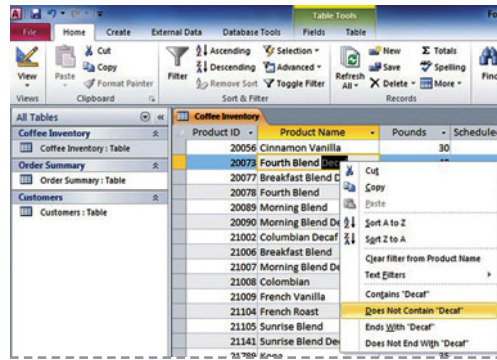 Table Tools
Fo
File Home Create External Data Database Tools Fields Table
View
Views
Paste
Cut
Copy
Format Painter
Clipboard
Filter
Ascending
Descending
Remove Sort
Selection
Advanced
Toggle Filter
Sort & Filter
Refresh All
New
Save
Delete
Totals
Spelling
More
Records
Find
All Tables
Coffee Inventory
Coffee Inventory : Table
Order Summary
Order Summary : Table
Customers
Customers : Table
Coffee Inventory
Product ID Product Name Pounds Scheduled
20056 Cinnamon Vanilla 30
20073 Fourth Blend
20077 Breakfast Blend D
20078 Fourth Blend
20089 Morning Blend
20090 Morning Blend De
21002 Columbian Decaf
21006 Breakfast Blend
21007 Morning Blend De
21008 Colombian
21009 French Vanilla
21104 French Roast
21105 Sunrise Blend
21141 Sunrise Blend Dec
Cut
Copy
Paste
Sort A to Z
Sort Z to A
Clear filter from Product Name
Text Filters
Contains "Decaf"
Does Not Contain "Decaf"
Ends With "Decaf"
Does Not End With "Decaf"